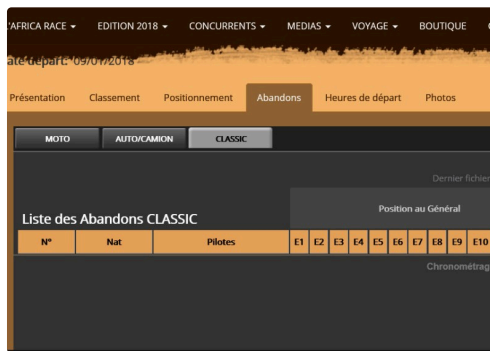 L'AFRICA RACE EDITION 2018 CONCURRENTS MEDIAS VOYAGE BOUTIQUE
ate départ: 09/01/2018
Présentation Classement Positionnement Abandons Heures de départ Photos
MOTO AUTO/CAMION CLASSIC
Dernier fichier
Position au Général
Liste des Abandons CLASSIC
N° Nat Pilotes E1 E2 E3 E4 E5 E6 E7 E8 E9 E10
Chronométrag